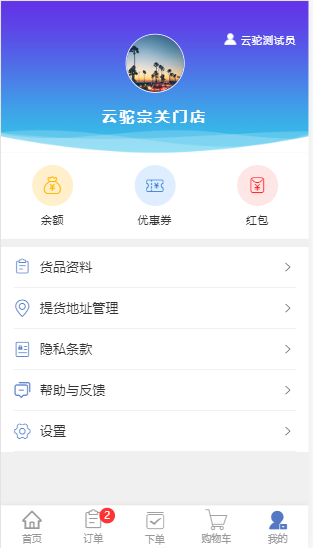 云驼测试员
云驼宗关门店
余额
优惠券
红包
货品资料
提货地址管理
隐私条款
帮助与反馈
设置
2
首页
订单
下单
购物车
我的